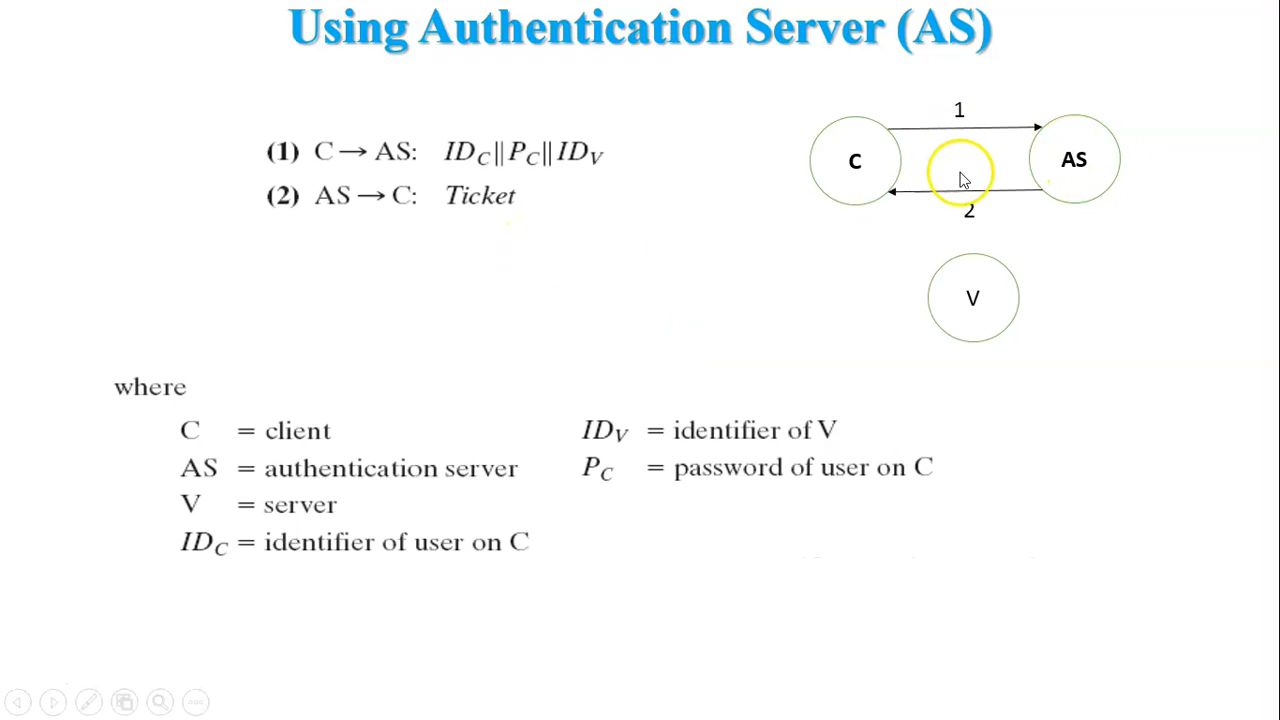 Using Authentication Server (AS)
(1) C → AS: ID_C||P_C||ID_V
(2) AS → C: Ticket
1
C
AS
2
V
where
C = client
AS = authentication server
V = server
ID_C = identifier of user on C
ID_V = identifier of V
P_C = password of user on C